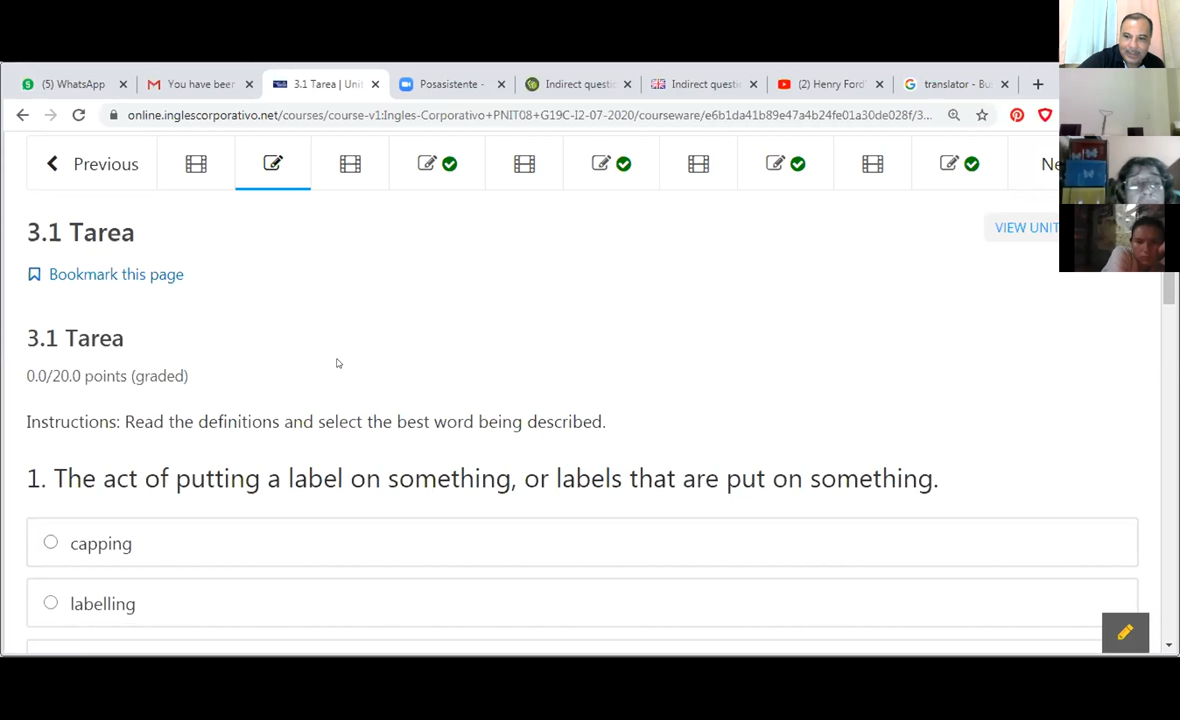 (5) WhatsApp
You have been
3.1 Tarea | Unit
Posasistente -
Indirect questi
Indirect questi
(2) Henry Ford
translator - Bu
online.inglescorporativo.net/courses/course-v1:Ingles-Corporativo+PNIT08+G19C-I2-07-2020/courseware/e6b1da41b89e47a4b24fe01a30de028f/3...
Previous
Ne
3.1 Tarea
VIEW UNIT
Bookmark this page
3.1 Tarea
0.0/20.0 points (graded)
Instructions: Read the definitions and select the best word being described.
1. The act of putting a label on something, or labels that are put on something.
capping
labelling